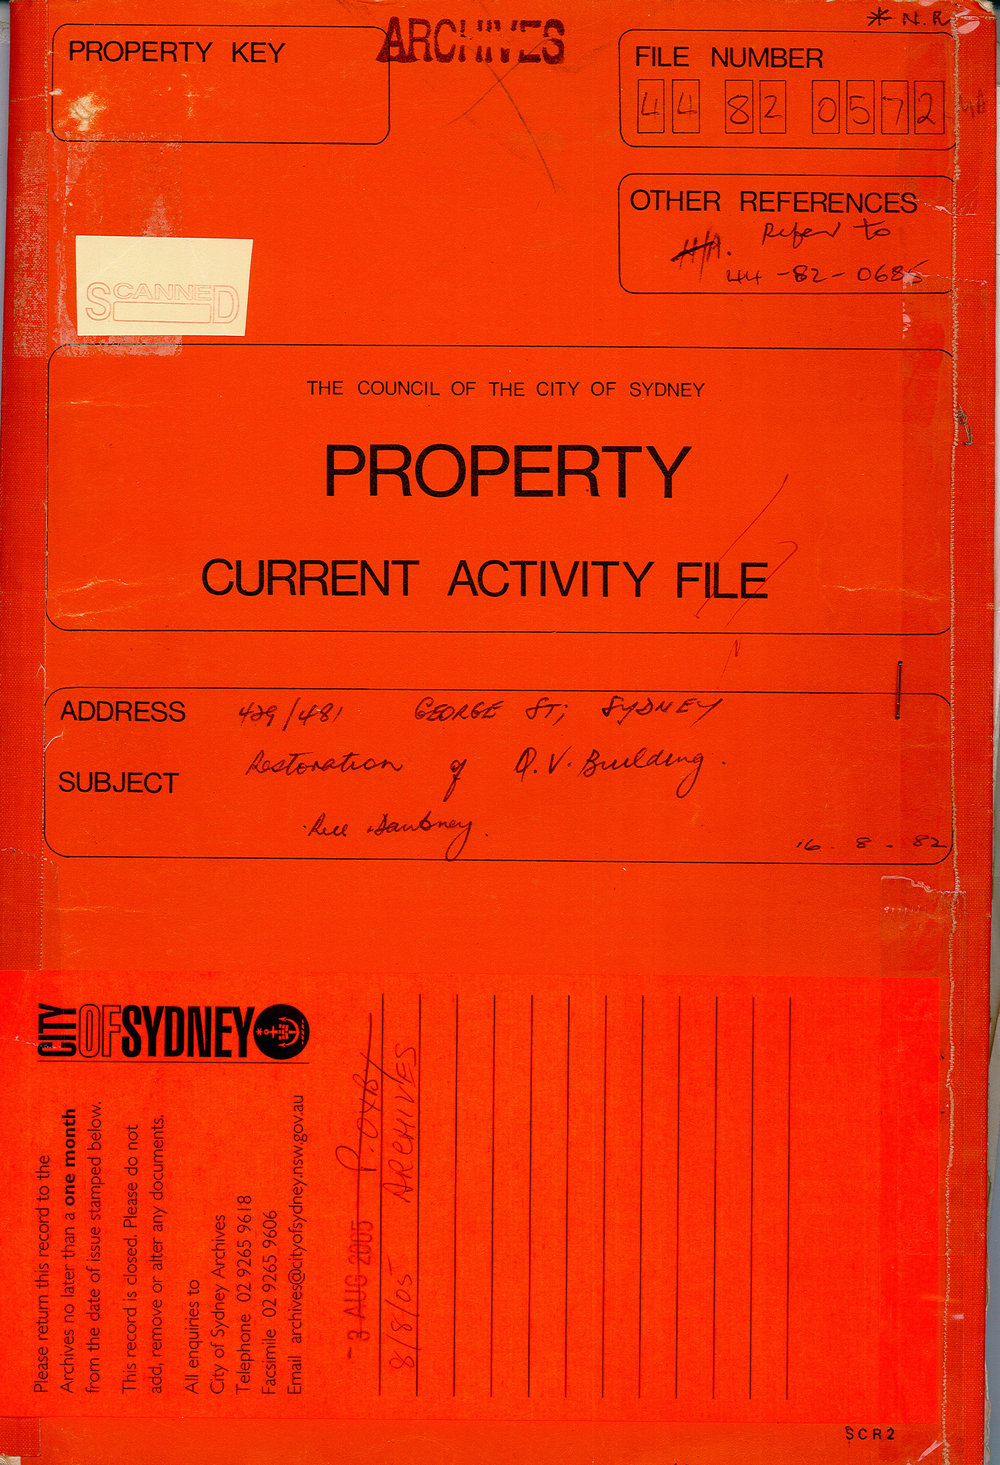 * N.R
PROPERTY KEY
ARCHIVES
FILE NUMBER
44 82 0572
OTHER REFERENCES
Refer to
44-82-0685
SCANNED
THE COUNCIL OF THE CITY OF SYDNEY
PROPERTY
CURRENT ACTIVITY FILE
ADDRESS 429/481 GEORGE ST; SYDNEY
SUBJECT Restoration of Q.V. Building.
16.8.82
CITY OF SYDNEY
Please return this record to the
Archives no later than a one month
from the date of issue stamped below.
This record is closed. Please do not
add, remove or alter any documents.
All enquiries to
City of Sydney Archives
Telephone 02 9265 9618
Facsimile 02 9265 9606
Email archives@cityofsydney.nsw.gov.au
- 3 AUG 2005 P. OXBY
8/8/05 ARCHIVES
SCR2